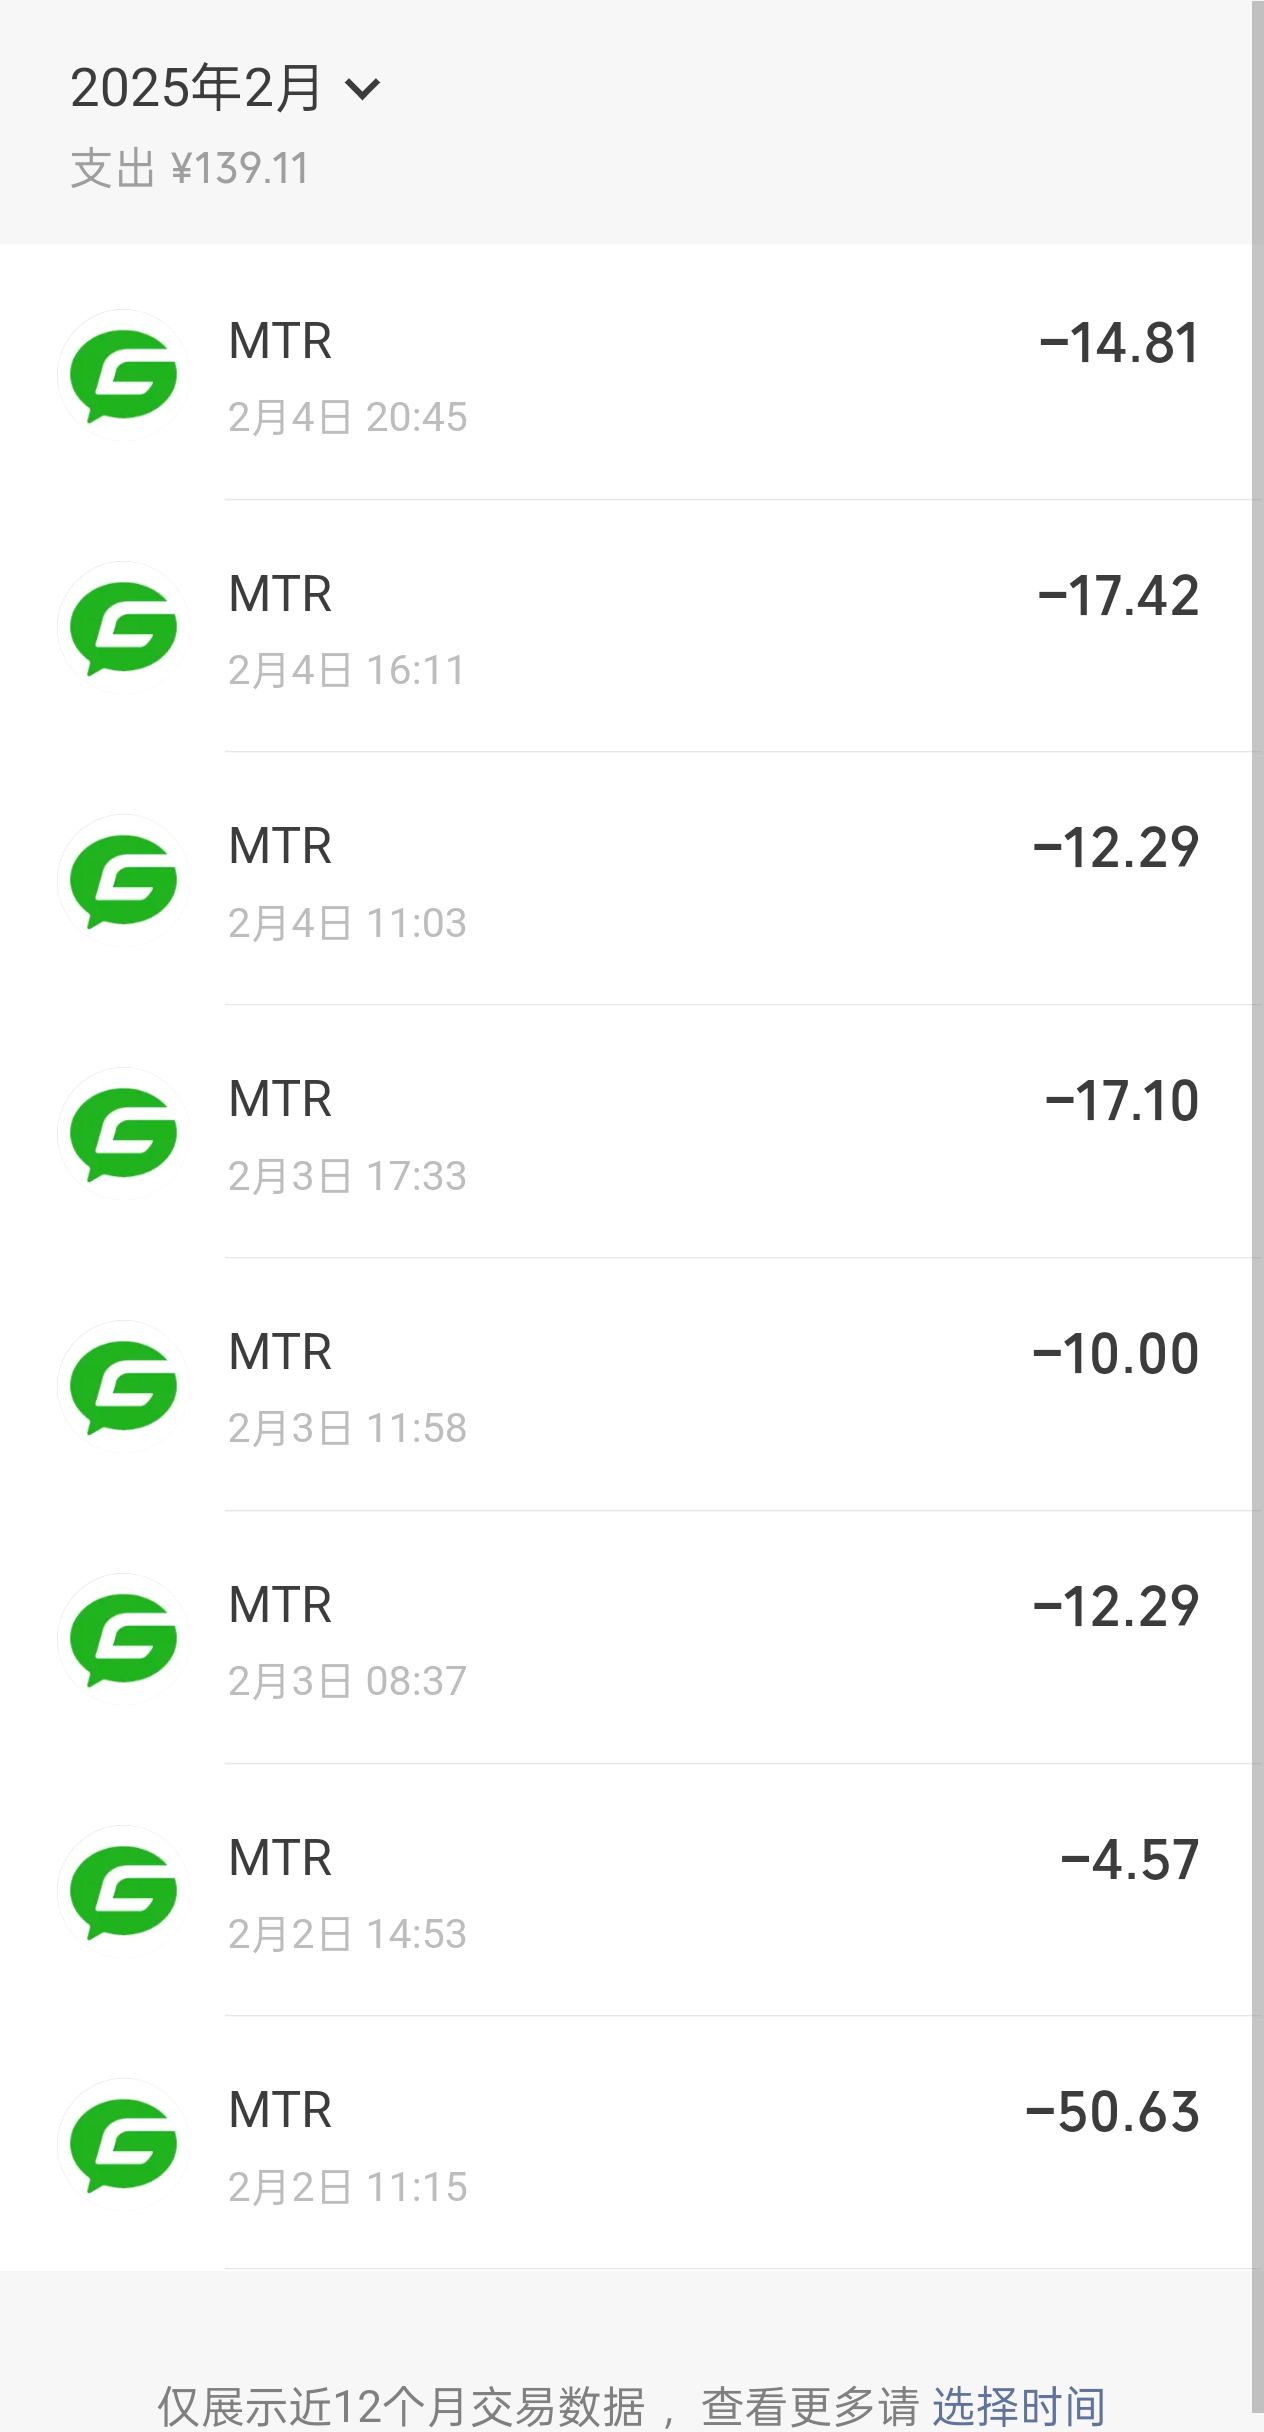 2025年2月
支出 ¥139.11
MTR
−14.81
2月4日 20:45
MTR
−17.42
2月4日 16:11
MTR
−12.29
2月4日 11:03
MTR
−17.10
2月3日 17:33
MTR
−10.00
2月3日 11:58
MTR
−12.29
2月3日 08:37
MTR
−4.57
2月2日 14:53
MTR
−50.63
2月2日 11:15
仅展示近12个月交易数据，查看更多请 选择时间